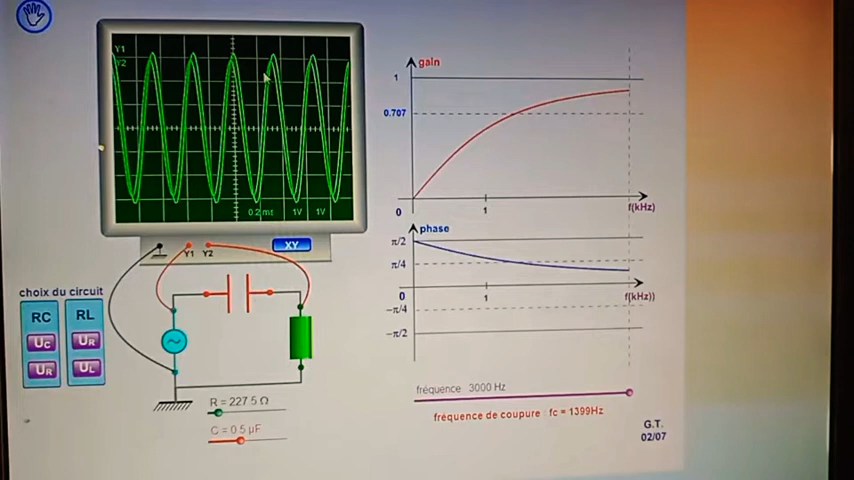 Y1
Y2
0.2 ms 1V 1V
Y1 Y2
XY
choix du circuit
RC RL
UC UR
UR UL
R = 227.5 Ω
C = 0.5 µF
gain
1
0.707
0
1
f(kHz)
phase
π/2
π/4
0
1
f(kHz))
−π/4
−π/2
fréquence 3000 Hz
fréquence de coupure : fc = 1399Hz
G.T.
02/07